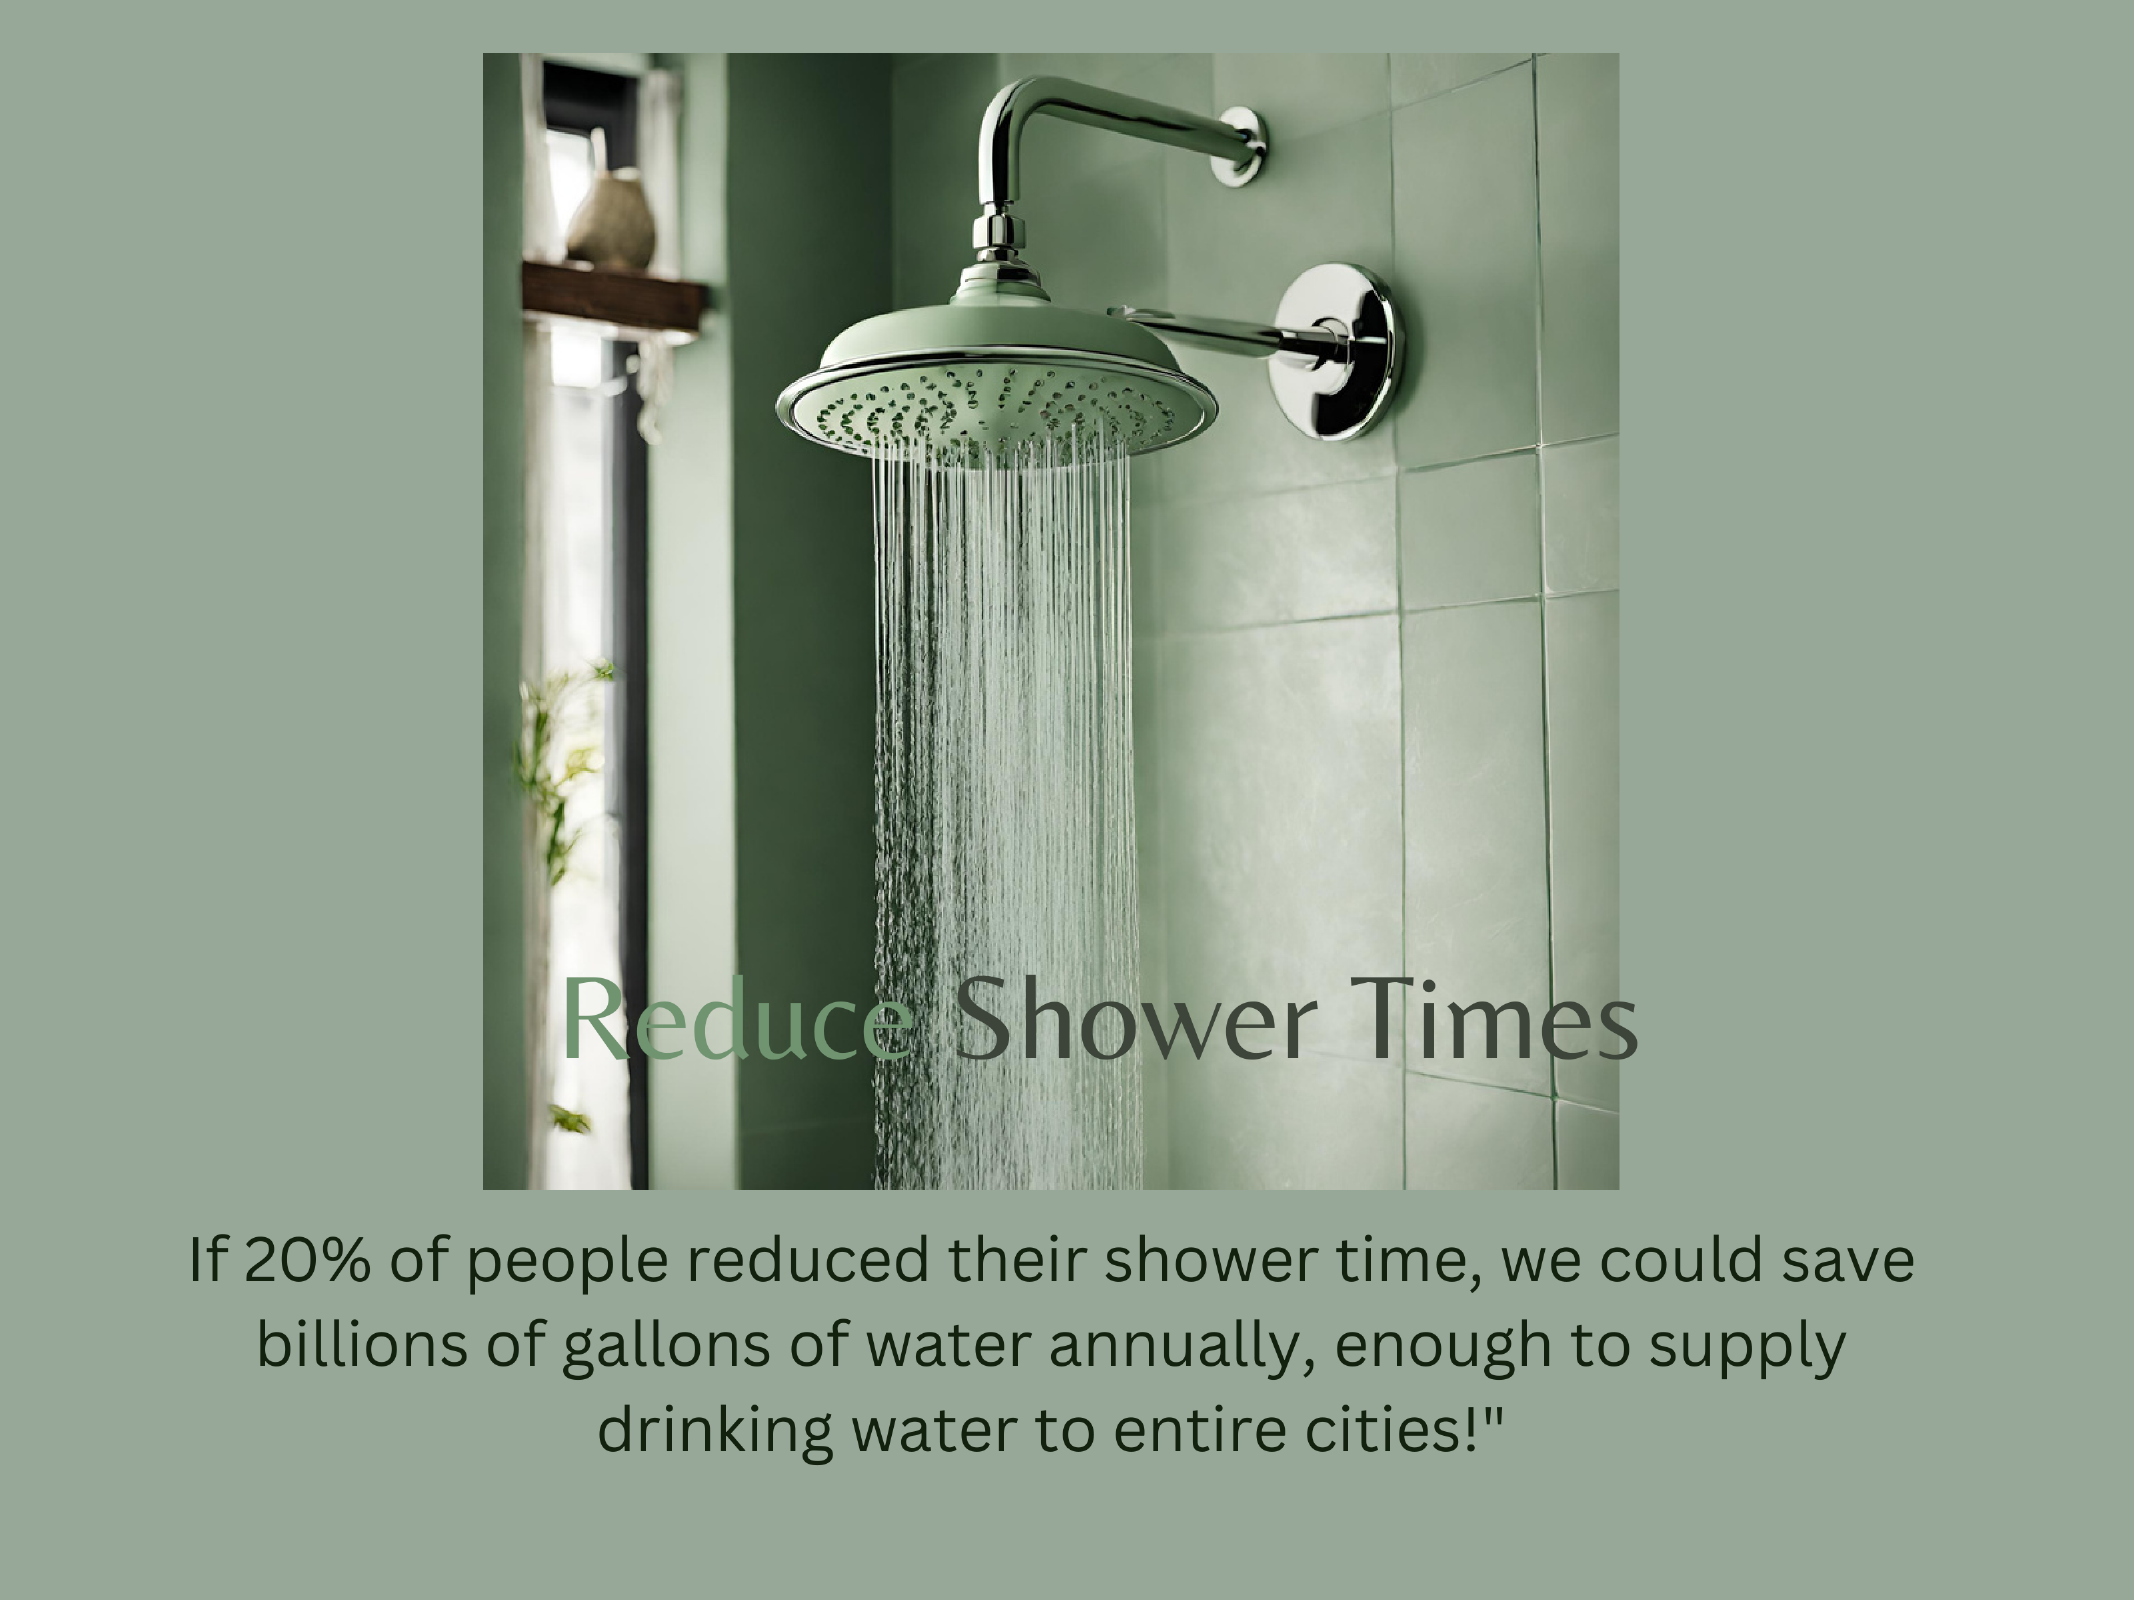 Reduce Shower Times
If 20% of people reduced their shower time, we could save
billions of gallons of water annually, enough to supply
drinking water to entire cities!"